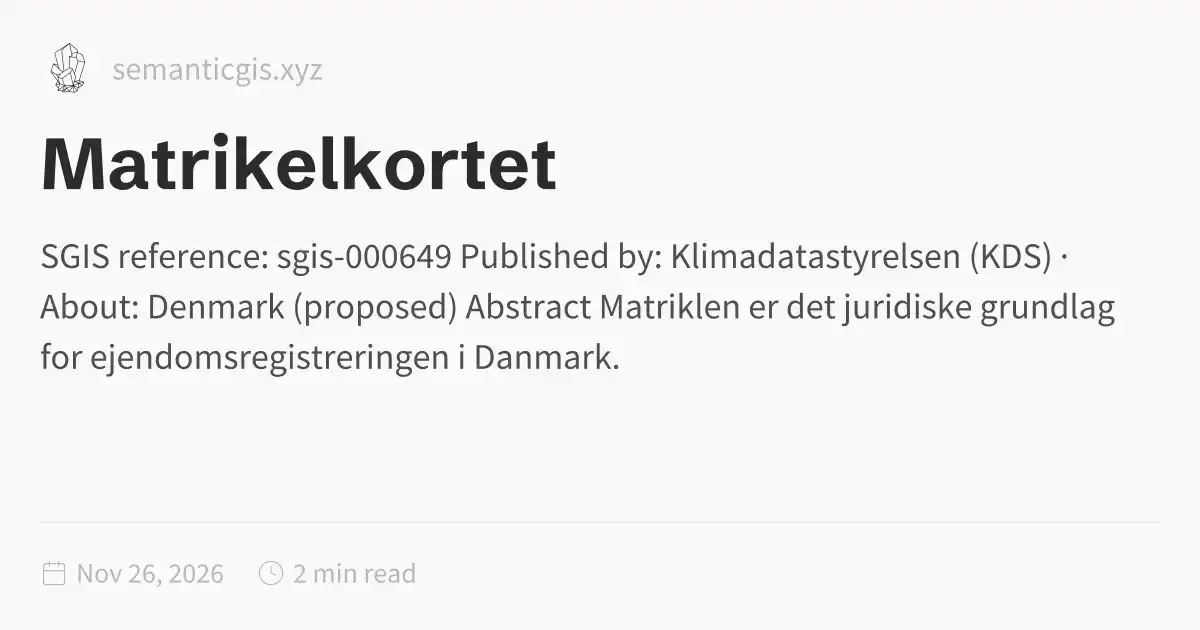 semanticgis.xyz
Matrikelkortet
SGIS reference: sgis-000649 Published by: Klimadatastyrelsen (KDS) ·
About: Denmark (proposed) Abstract Matriklen er det juridiske grundlag
for ejendomsregistreringen i Danmark.
Nov 26, 2026 2 min read